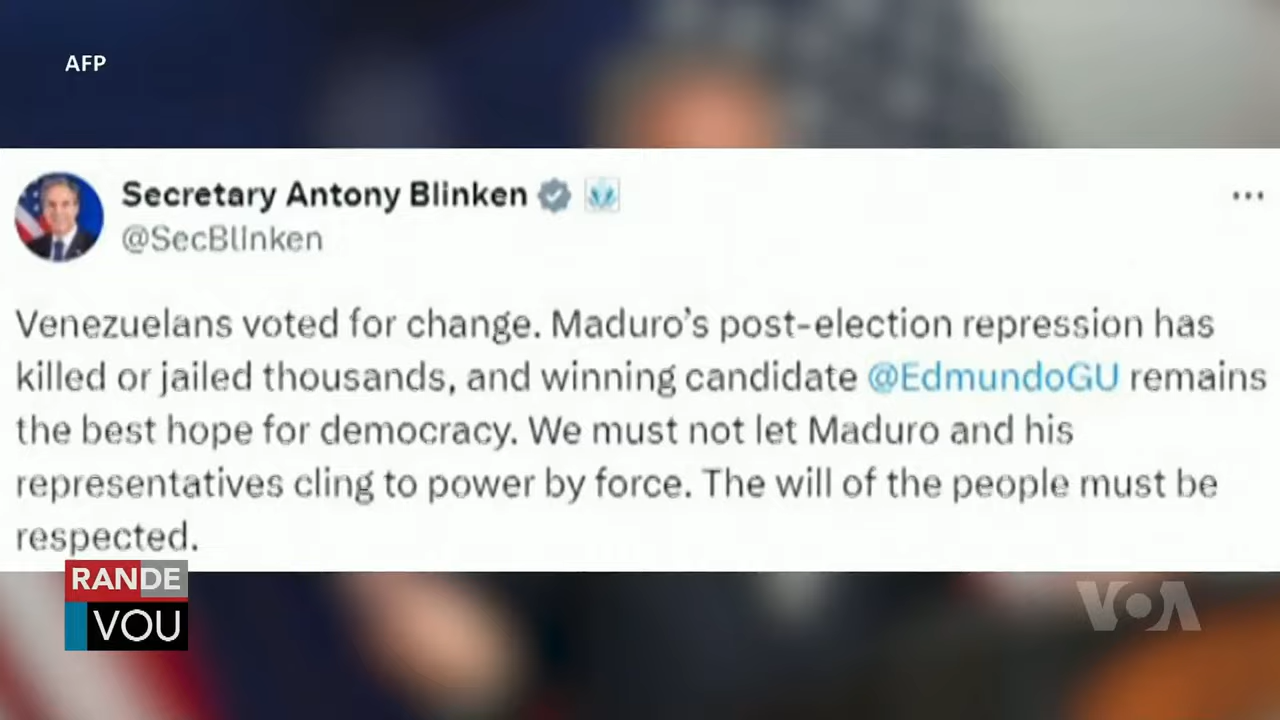 AFP
Secretary Antony Blinken
@SecBlinken
Venezuelans voted for change. Maduro's post-election repression has
killed or jailed thousands, and winning candidate @EdmundoGU remains
the best hope for democracy. We must not let Maduro and his
representatives cling to power by force. The will of the people must be
respected.
RANDE
VOU
VOA